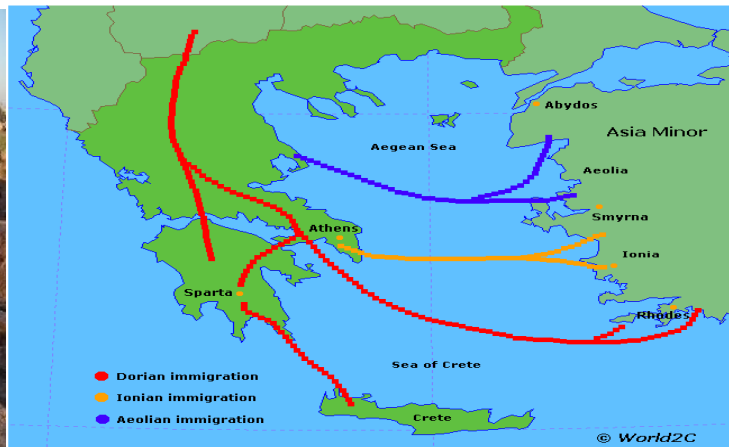 Abydos
Asia Minor
Aegean Sea
Aeolia
Smyrna
Athens
Ionia
Sparta
Rhodes
Sea of Crete
Dorian immigration
Ionian immigration
Aeolian immigration
Crete
© World2C